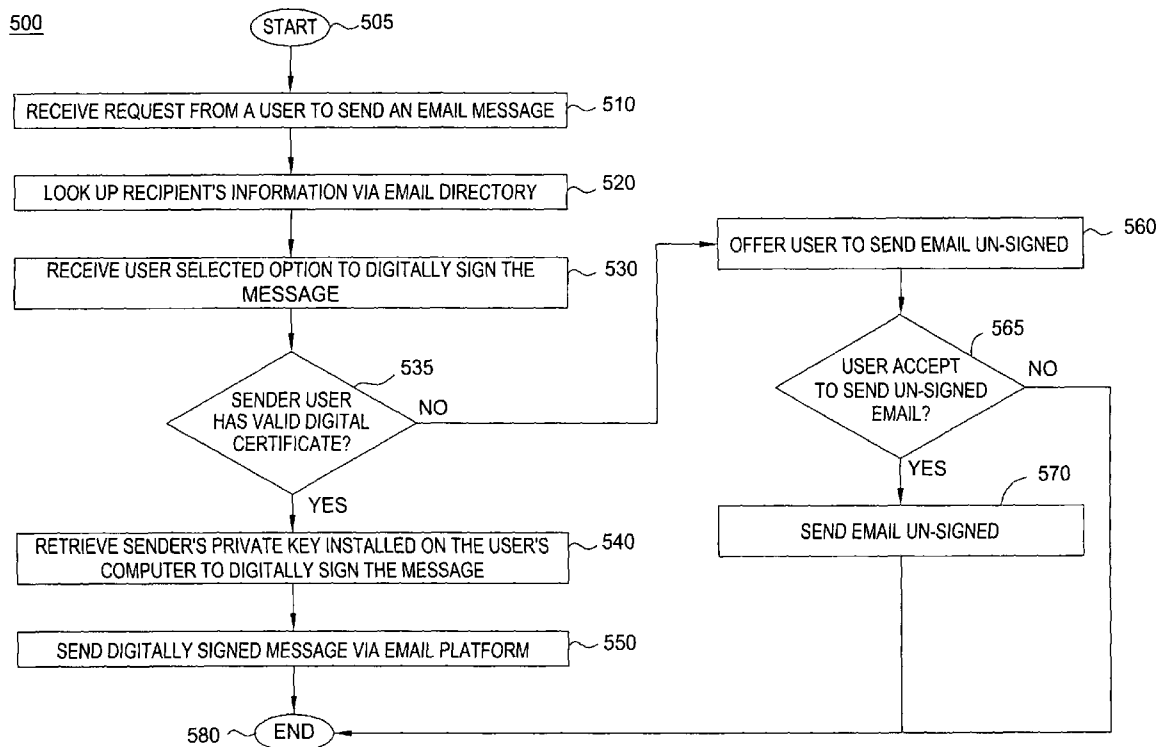 500
START
505
RECEIVE REQUEST FROM A USER TO SEND AN EMAIL MESSAGE
510
LOOK UP RECIPIENT'S INFORMATION VIA EMAIL DIRECTORY
520
RECEIVE USER SELECTED OPTION TO DIGITALLY SIGN THE
MESSAGE
530
SENDER USER
HAS VALID DIGITAL
CERTIFICATE?
535
NO
YES
RETRIEVE SENDER'S PRIVATE KEY INSTALLED ON THE USER'S
COMPUTER TO DIGITALLY SIGN THE MESSAGE
540
SEND DIGITALLY SIGNED MESSAGE VIA EMAIL PLATFORM
550
580
END
OFFER USER TO SEND EMAIL UN-SIGNED
560
USER ACCEPT
TO SEND UN-SIGNED
EMAIL?
565
NO
YES
570
SEND EMAIL UN-SIGNED